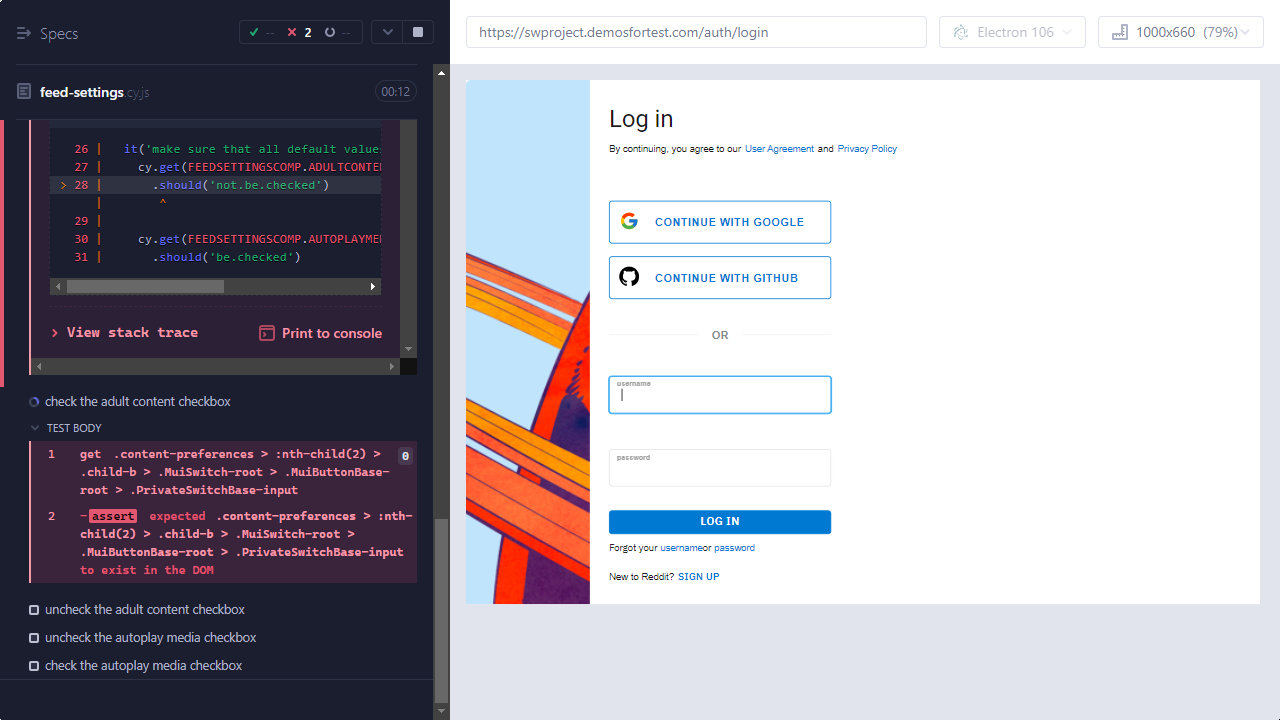 Specs
-- 2 --
feed-settings.cy.js
00:12
26 | it('make sure that all default value
27 | cy.get(FEEDSETTINGSCOMP.ADULTCONTEN
> 28 | .should('not.be.checked')
| ^
29 |
30 | cy.get(FEEDSETTINGSCOMP.AUTOPLAYME
31 | .should('be.checked')
> View stack trace
Print to console
check the adult content checkbox
TEST BODY
1 get .content-preferences > :nth-child(2) > 0
.child-b > .MuiSwitch-root > .MuiButtonBase-
root > .PrivateSwitchBase-input
2 -assert expected .content-preferences > :nth-
child(2) > .child-b > .MuiSwitch-root >
.MuiButtonBase-root > .PrivateSwitchBase-input
to exist in the DOM
uncheck the adult content checkbox
uncheck the autoplay media checkbox
check the autoplay media checkbox
https://swproject.demosfortest.com/auth/login
Electron 106
1000x660 (79%)
Log in
By continuing, you agree to our User Agreement and Privacy Policy
CONTINUE WITH GOOGLE
CONTINUE WITH GITHUB
OR
username
password
LOG IN
Forgot your usernameor password
New to Reddit? SIGN UP